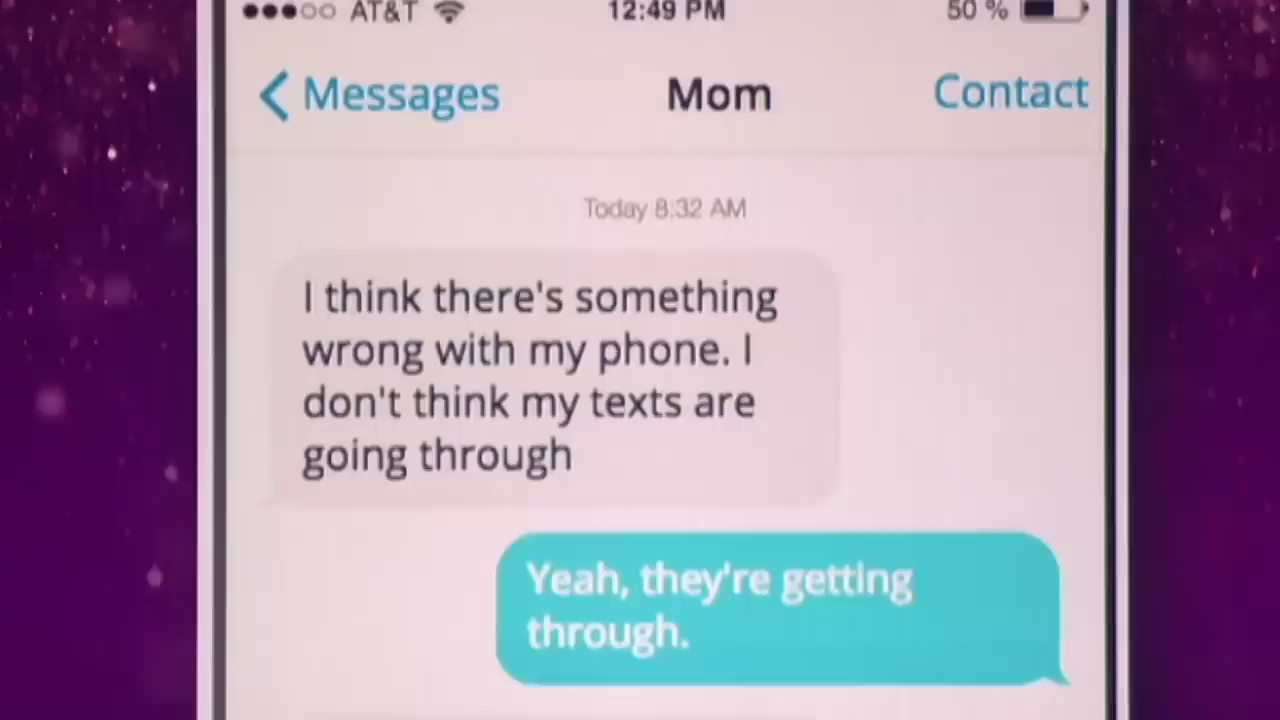 AT&T 12:49 PM 50 %
Messages Mom Contact
Today 8:32 AM
I think there's something
wrong with my phone. I
don't think my texts are
going through
Yeah, they're getting
through.